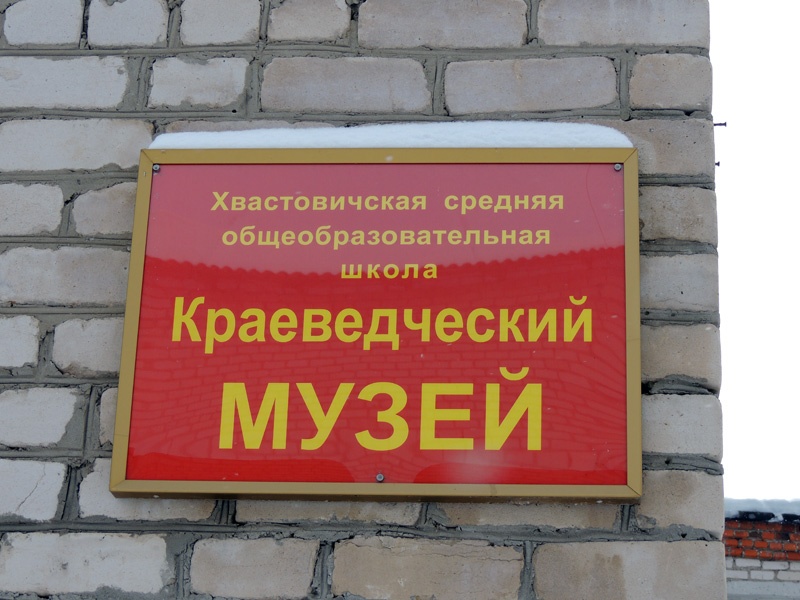 Хвастовичская средняя
общеобразовательная
школа
Краеведческий
МУЗЕЙ